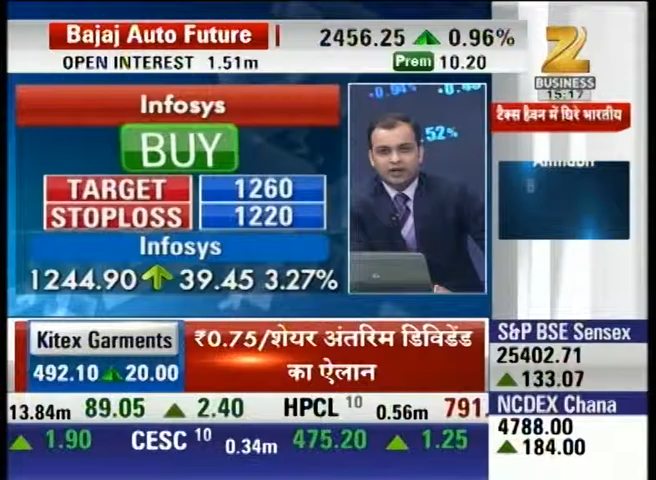 Bajaj Auto Future
2456.25 0.96%
OPEN INTEREST 1.51m
Prem 10.20
Z
BUSINESS
15:17
टैक्स हैवन में घिरे भारतीय
Infosys
BUY
TARGET 1260
STOPLOSS 1220
Infosys
1244.90 39.45 3.27%
.52%
Kitex Garments
492.10 20.00
₹0.75/शेयर अंतरिम डिविडेंड
का ऐलान
S&P BSE Sensex
25402.71
133.07
NCDEX Chana
4788.00
184.00
13.84m 89.05 2.40 HPCL 10 0.56m 791.
1.90 CESC 10 0.34m 475.20 1.25